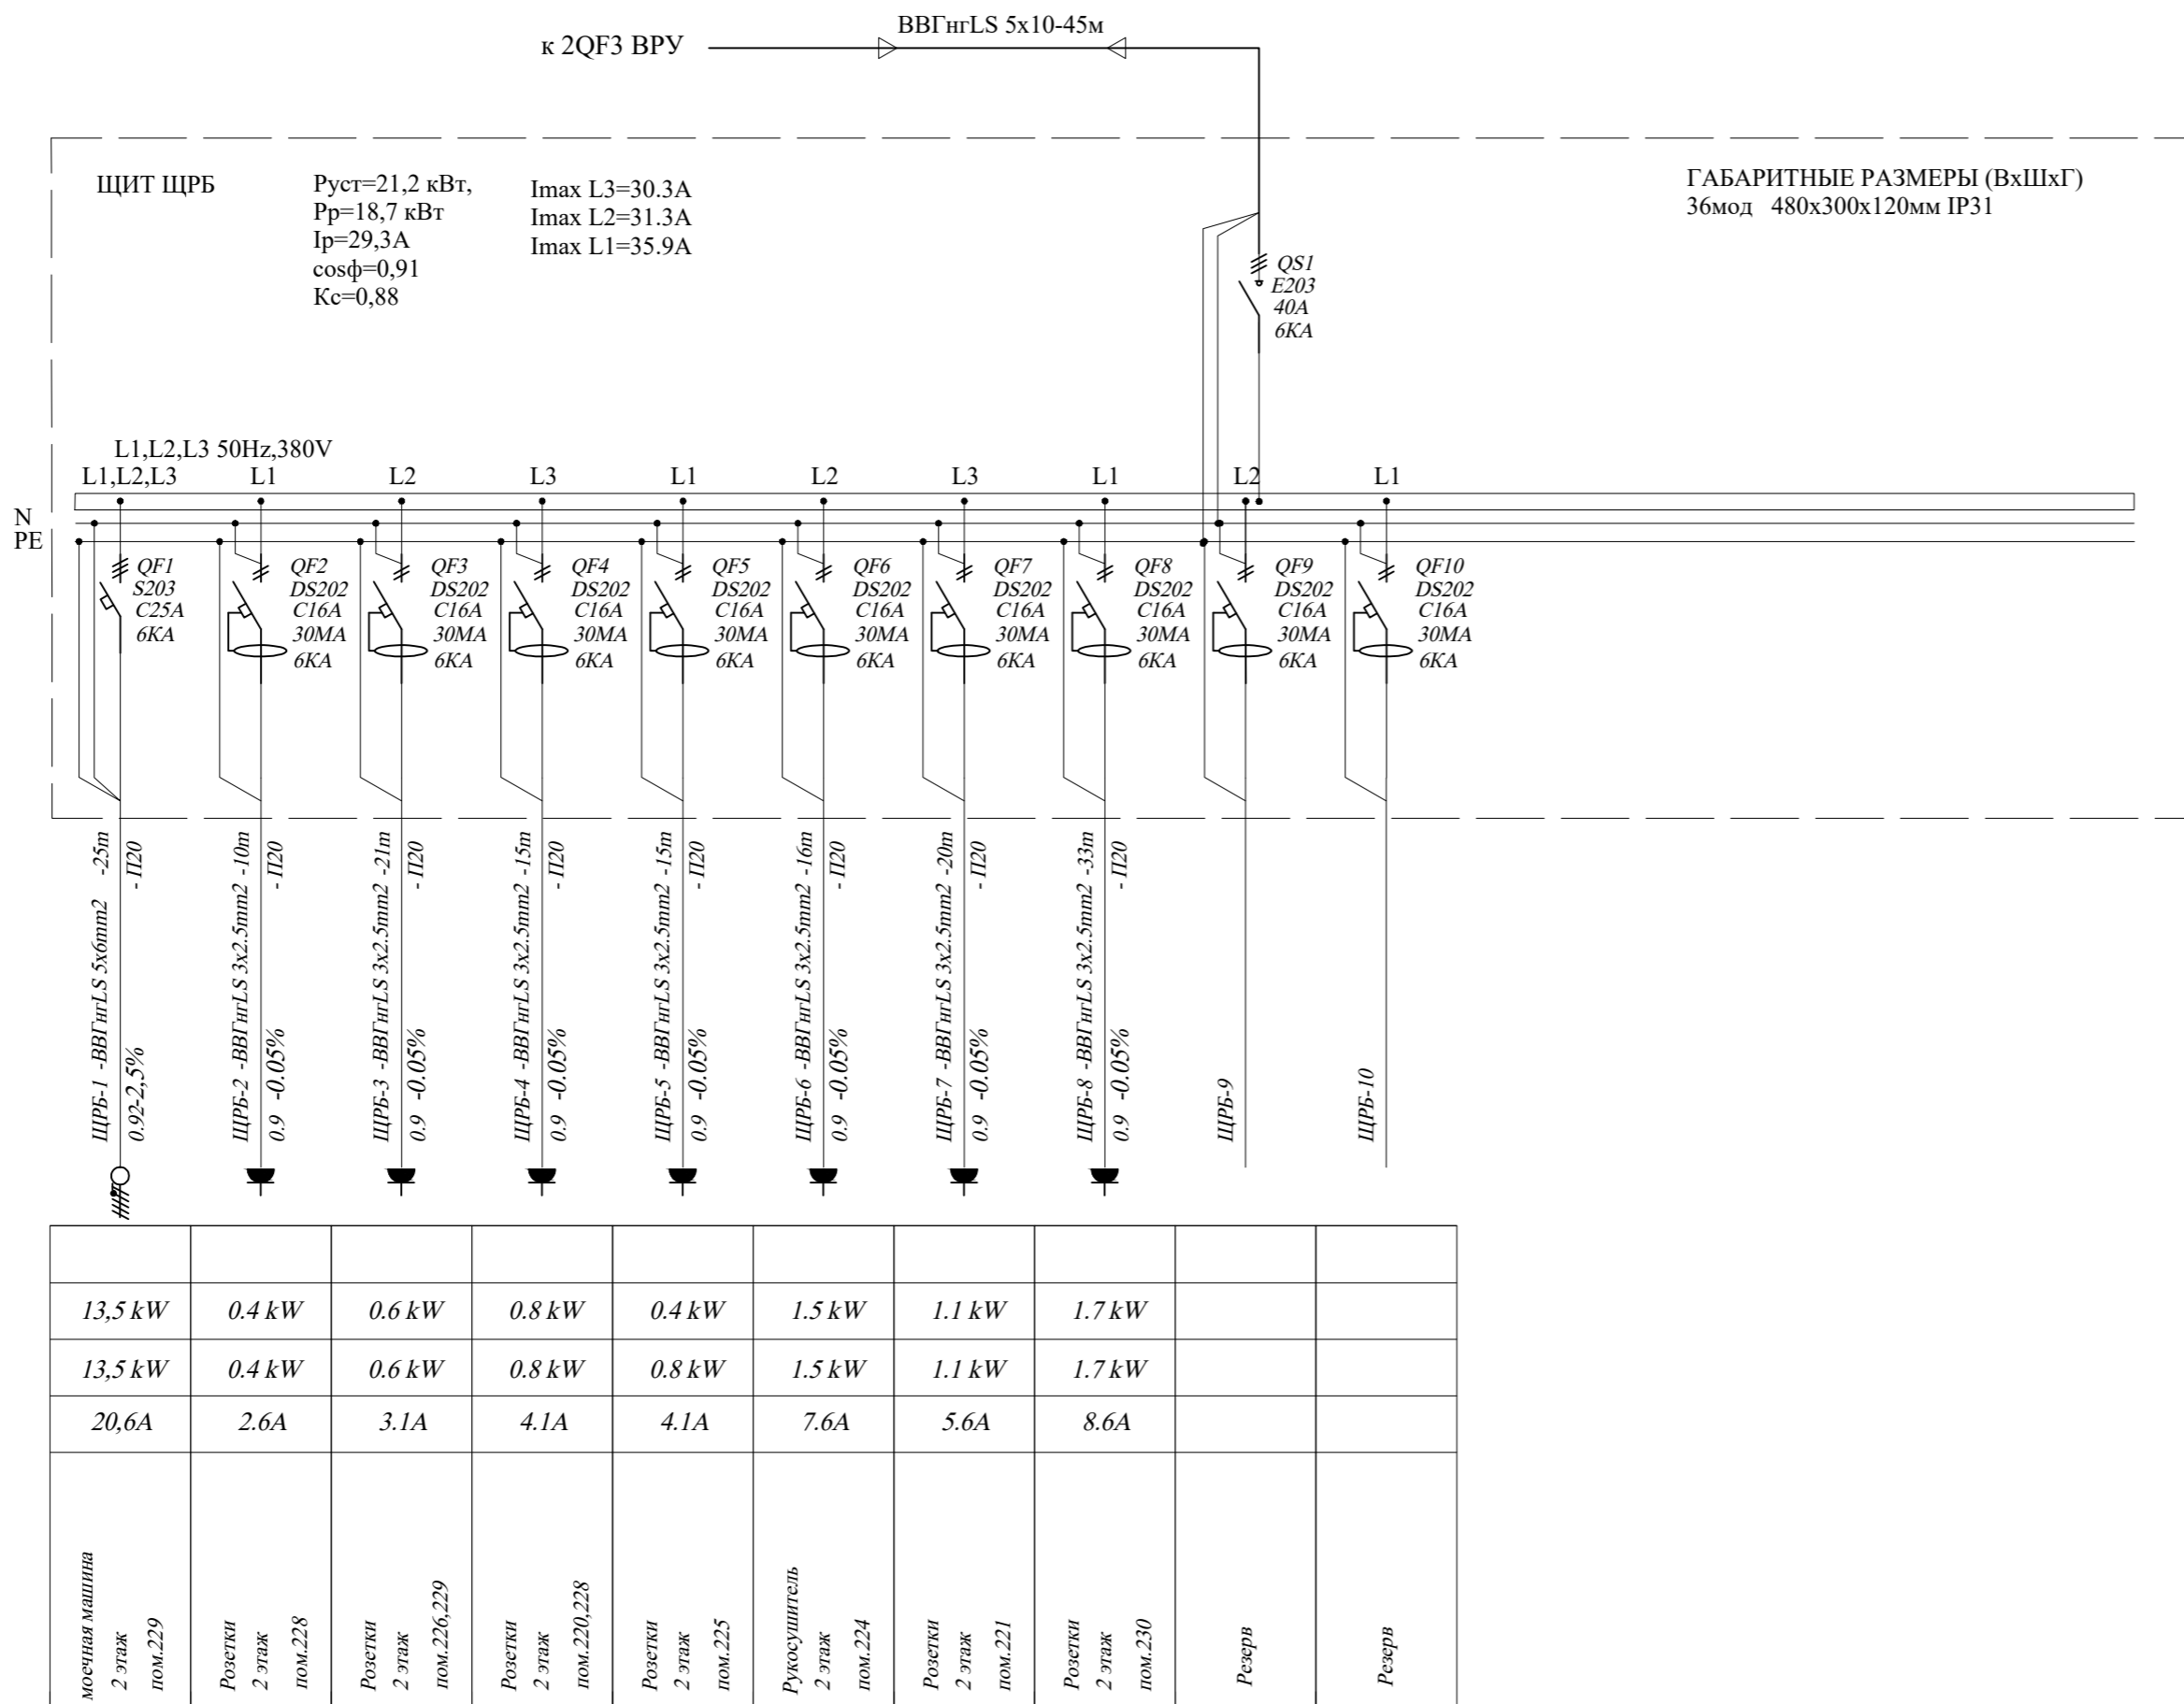 ВВГнгLS 5х10-45м
к 2QF3 ВРУ
ЩИТ ЩРБ
Руст=21,2 кВт,
Рр=18,7 кВт
Iр=29,3А
cosф=0,91
Кс=0,88
Imax L3=30.3A
Imax L2=31.3A
Imax L1=35.9A
ГАБАРИТНЫЕ РАЗМЕРЫ (ВхШхГ)
36мод 480х300х120мм IP31
QS1
E203
40A
6KA
L1,L2,L3 50Hz,380V
L1,L2,L3 L1 L2 L3 L1 L2 L3 L1 L2 L1
N
PE
QF1
S203
C25A
6KA
QF2
DS202
C16A
30MA
6KA
QF3
DS202
C16A
30MA
6KA
QF4
DS202
C16A
30MA
6KA
QF5
DS202
C16A
30MA
6KA
QF6
DS202
C16A
30MA
6KA
QF7
DS202
C16A
30MA
6KA
QF8
DS202
C16A
30MA
6KA
QF9
DS202
C16A
30MA
6KA
QF10
DS202
C16A
30MA
6KA
ЩРБ-1 -ВВГнгLS 5x6mm2 -25m
0.92-2,5% - П20
ЩРБ-2 -ВВГнгLS 3x2.5mm2 -10m
0.9 -0.05% - П20
ЩРБ-3 -ВВГнгLS 3x2.5mm2 -21m
0.9 -0.05% - П20
ЩРБ-4 -ВВГнгLS 3x2.5mm2 -15m
0.9 -0.05% - П20
ЩРБ-5 -ВВГнгLS 3x2.5mm2 -15m
0.9 -0.05% - П20
ЩРБ-6 -ВВГнгLS 3x2.5mm2 -16m
0.9 -0.05% - П20
ЩРБ-7 -ВВГнгLS 3x2.5mm2 -20m
0.9 -0.05% - П20
ЩРБ-8 -ВВГнгLS 3x2.5mm2 -33m
0.9 -0.05% - П20
ЩРБ-9
ЩРБ-10
13,5 kW 0.4 kW 0.6 kW 0.8 kW 0.4 kW 1.5 kW 1.1 kW 1.7 kW
13,5 kW 0.4 kW 0.6 kW 0.8 kW 0.8 kW 1.5 kW 1.1 kW 1.7 kW
20,6A 2.6A 3.1A 4.1A 4.1A 7.6A 5.6A 8.6A
моечная машина
2 этаж
пом.229
Розетки
2 этаж
пом.228
Розетки
2 этаж
пом.226,229
Розетки
2 этаж
пом.220,228
Розетки
2 этаж
пом.225
Рукосушитель
2 этаж
пом.224
Розетки
2 этаж
пом.221
Розетки
2 этаж
пом.230
Резерв
Резерв